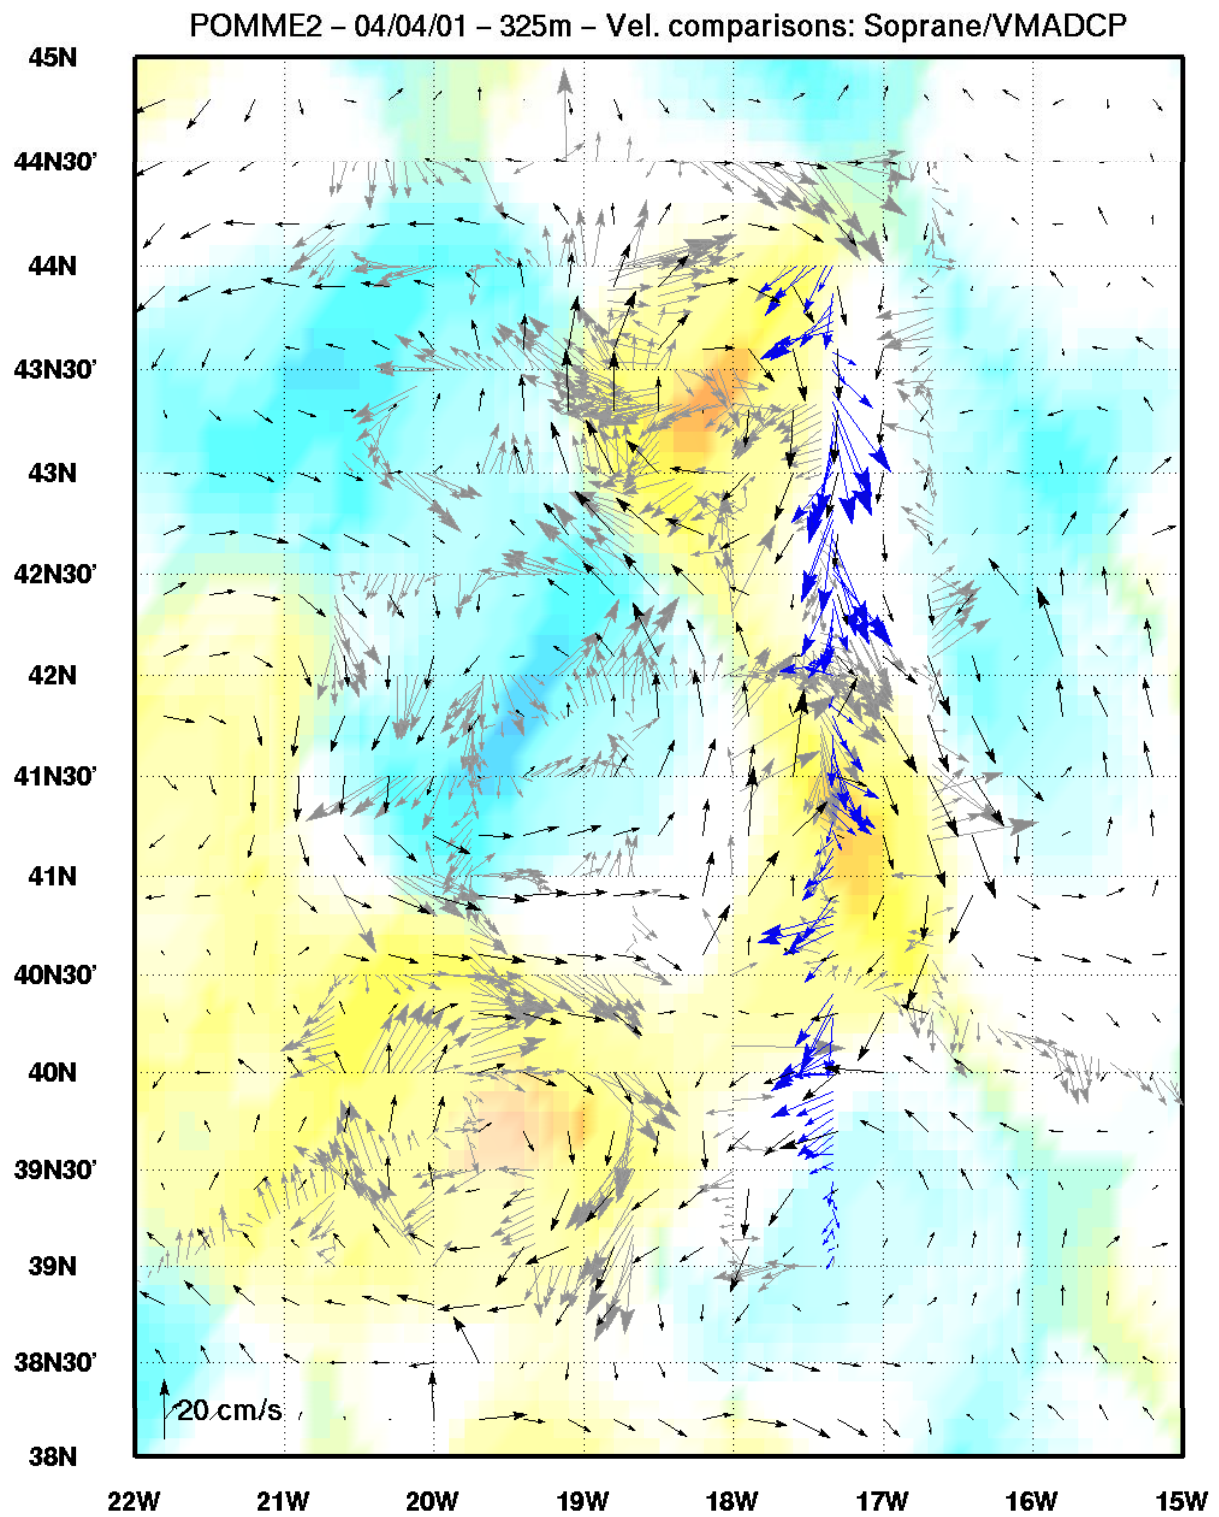 POMME2 – 04/04/01 – 325m – Vel. comparisons: Soprane/VMADCP
45N
44N30'
44N
43N30'
43N
42N30'
42N
41N30'
41N
40N30'
40N
39N30'
39N
38N30'
20 cm/s
38N
22W 21W 20W 19W 18W 17W 16W 15W